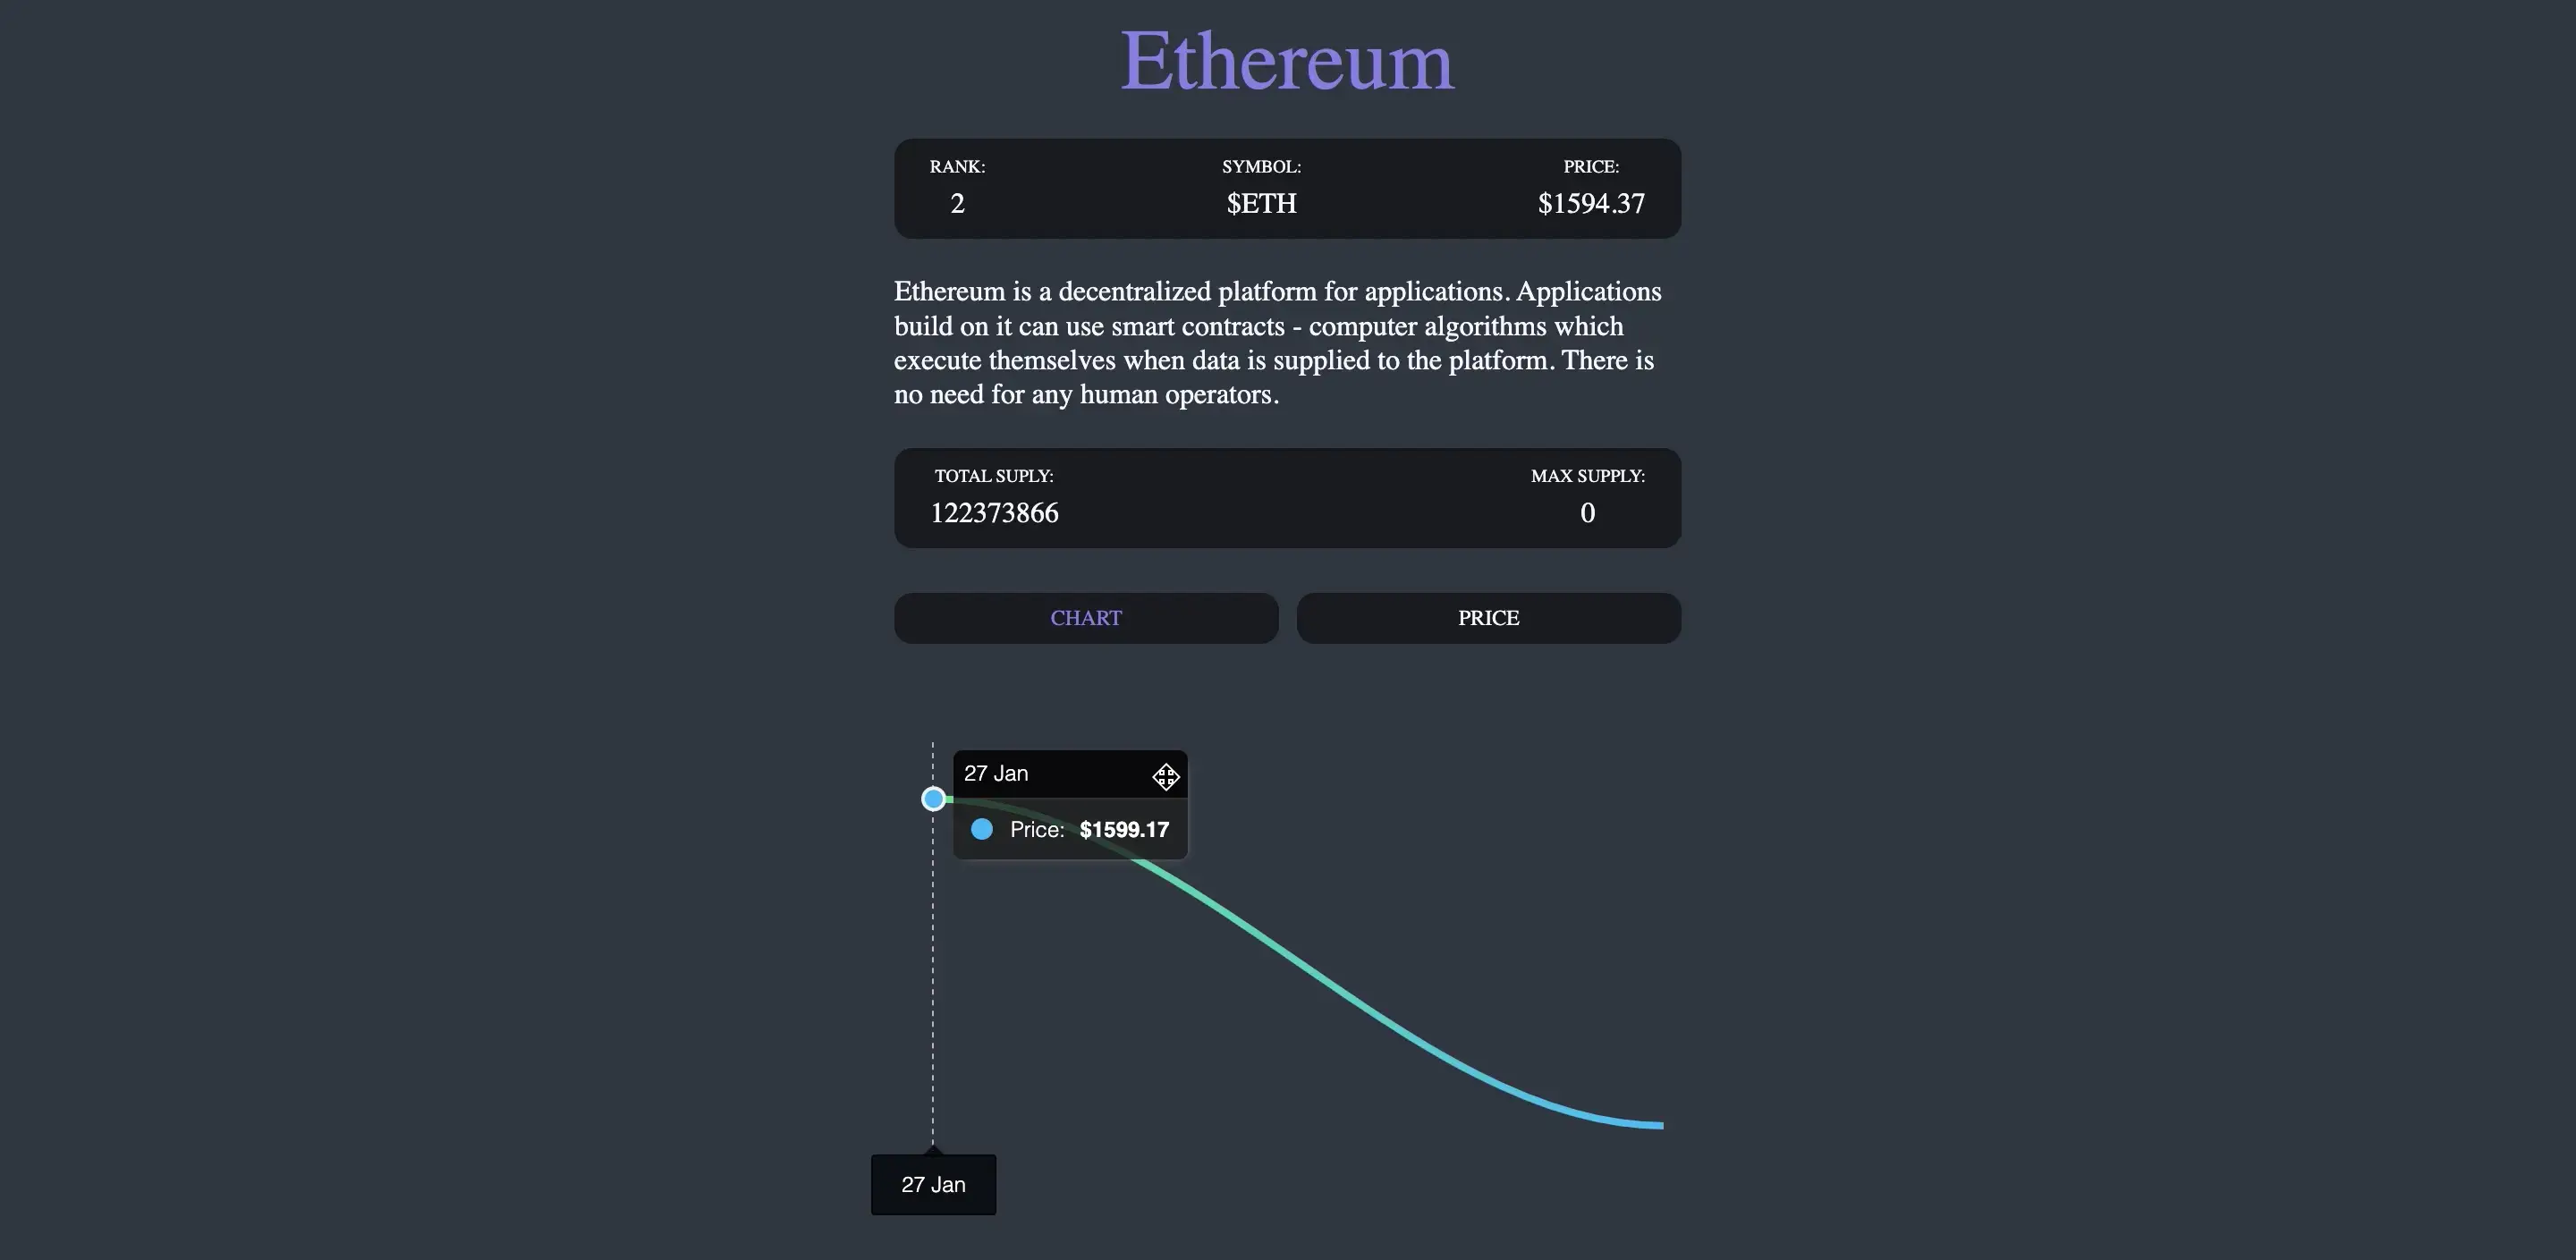 Ethereum
RANK:
2
SYMBOL:
$ETH
PRICE:
$1594.37
Ethereum is a decentralized platform for applications. Applications
build on it can use smart contracts - computer algorithms which
execute themselves when data is supplied to the platform. There is
no need for any human operators.
TOTAL SUPLY:
122373866
MAX SUPPLY:
0
CHART
PRICE
27 Jan
Price: $1599.17
27 Jan